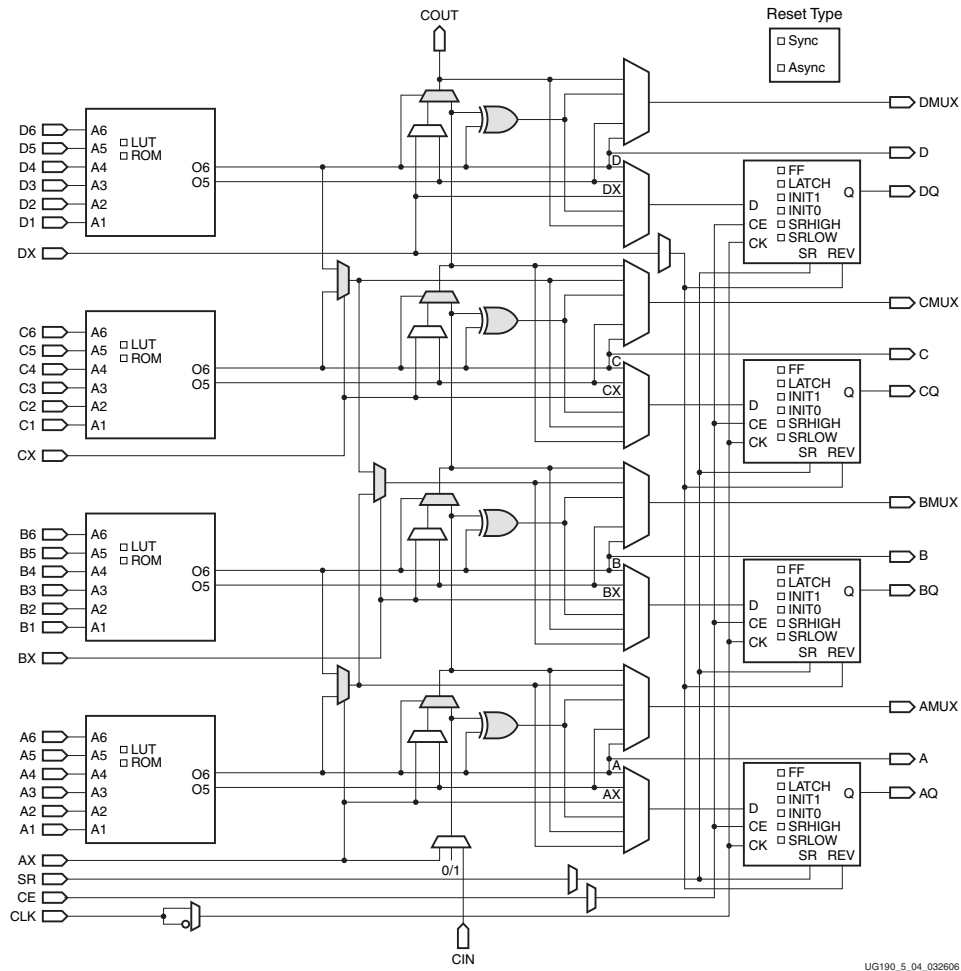 COUT
Reset Type
Sync
Async
DMUX
D6 A6
D5 A5
D4 A4
D3 A3
D2 A2
D1 A1
LUT
ROM
O6
O5
D
DX
DX
D
FF
LATCH
INIT1
INIT0
SRHIGH
SRLOW
D
CE
CK
Q
SR REV
DQ
CMUX
C6 A6
C5 A5
C4 A4
C3 A3
C2 A2
C1 A1
LUT
ROM
O6
O5
C
CX
CX
C
FF
LATCH
INIT1
INIT0
SRHIGH
SRLOW
D
CE
CK
Q
SR REV
CQ
BMUX
B6 A6
B5 A5
B4 A4
B3 A3
B2 A2
B1 A1
LUT
ROM
O6
O5
B
BX
BX
B
FF
LATCH
INIT1
INIT0
SRHIGH
SRLOW
D
CE
CK
Q
SR REV
BQ
AMUX
A6 A6
A5 A5
A4 A4
A3 A3
A2 A2
A1 A1
LUT
ROM
O6
O5
A
AX
A
FF
LATCH
INIT1
INIT0
SRHIGH
SRLOW
D
CE
CK
Q
SR REV
AQ
AX
0/1
SR
CE
CLK
CIN
UG190_5_04_032606